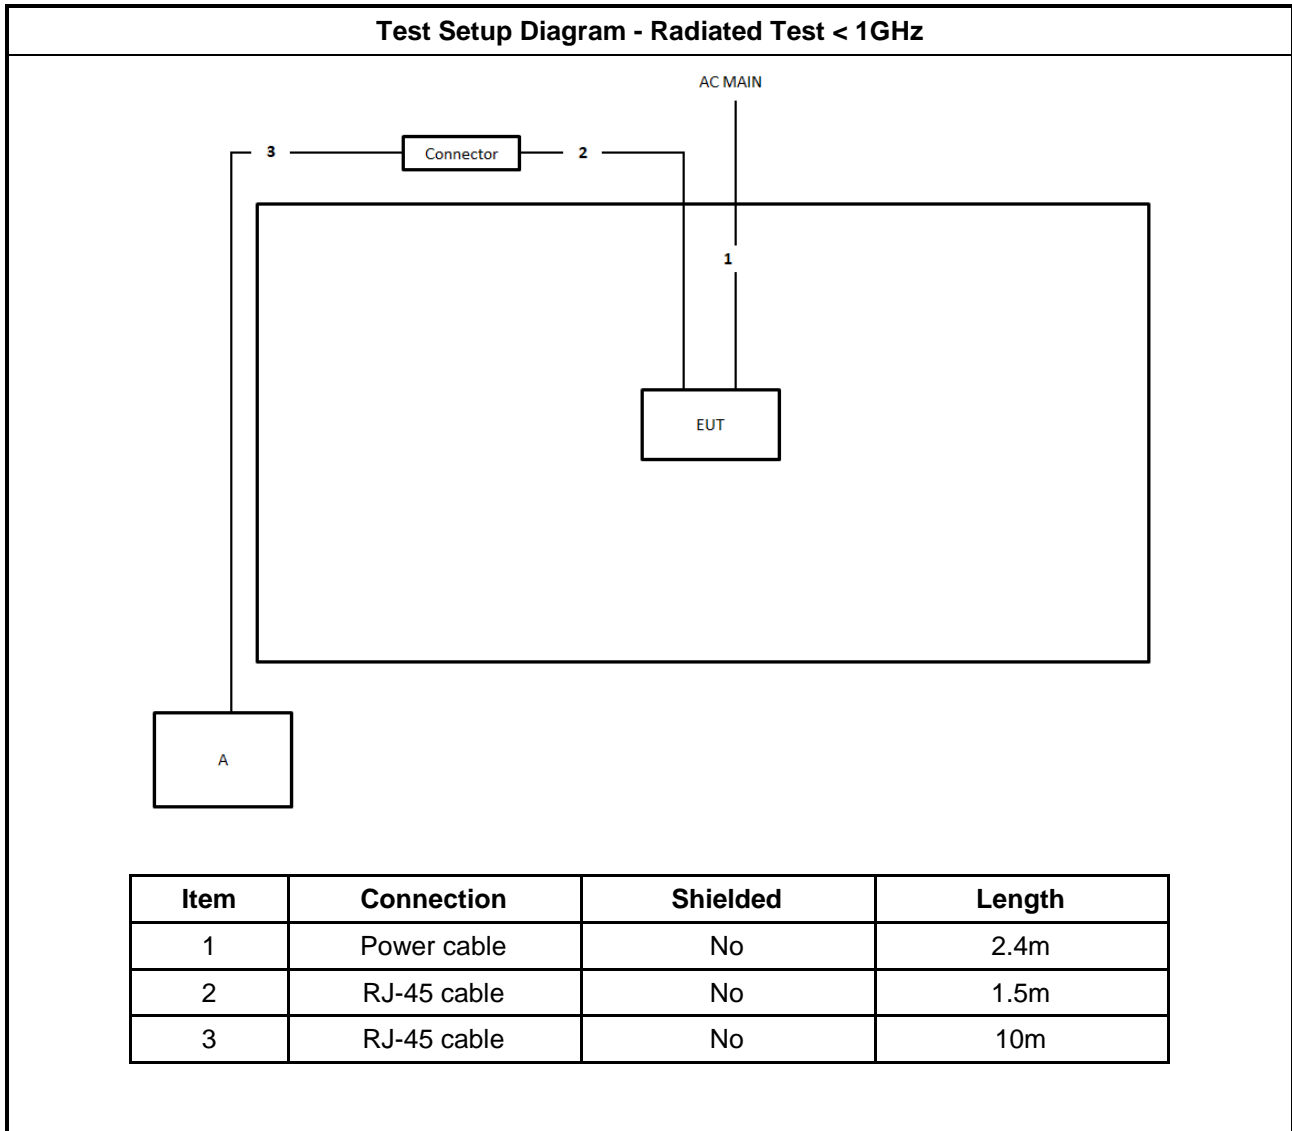 Test Setup Diagram - Radiated Test < 1GHz
AC MAIN
3
Connector
2
1
EUT
A
Item Connection Shielded Length
1 Power cable No 2.4m
2 RJ-45 cable No 1.5m
3 RJ-45 cable No 10m